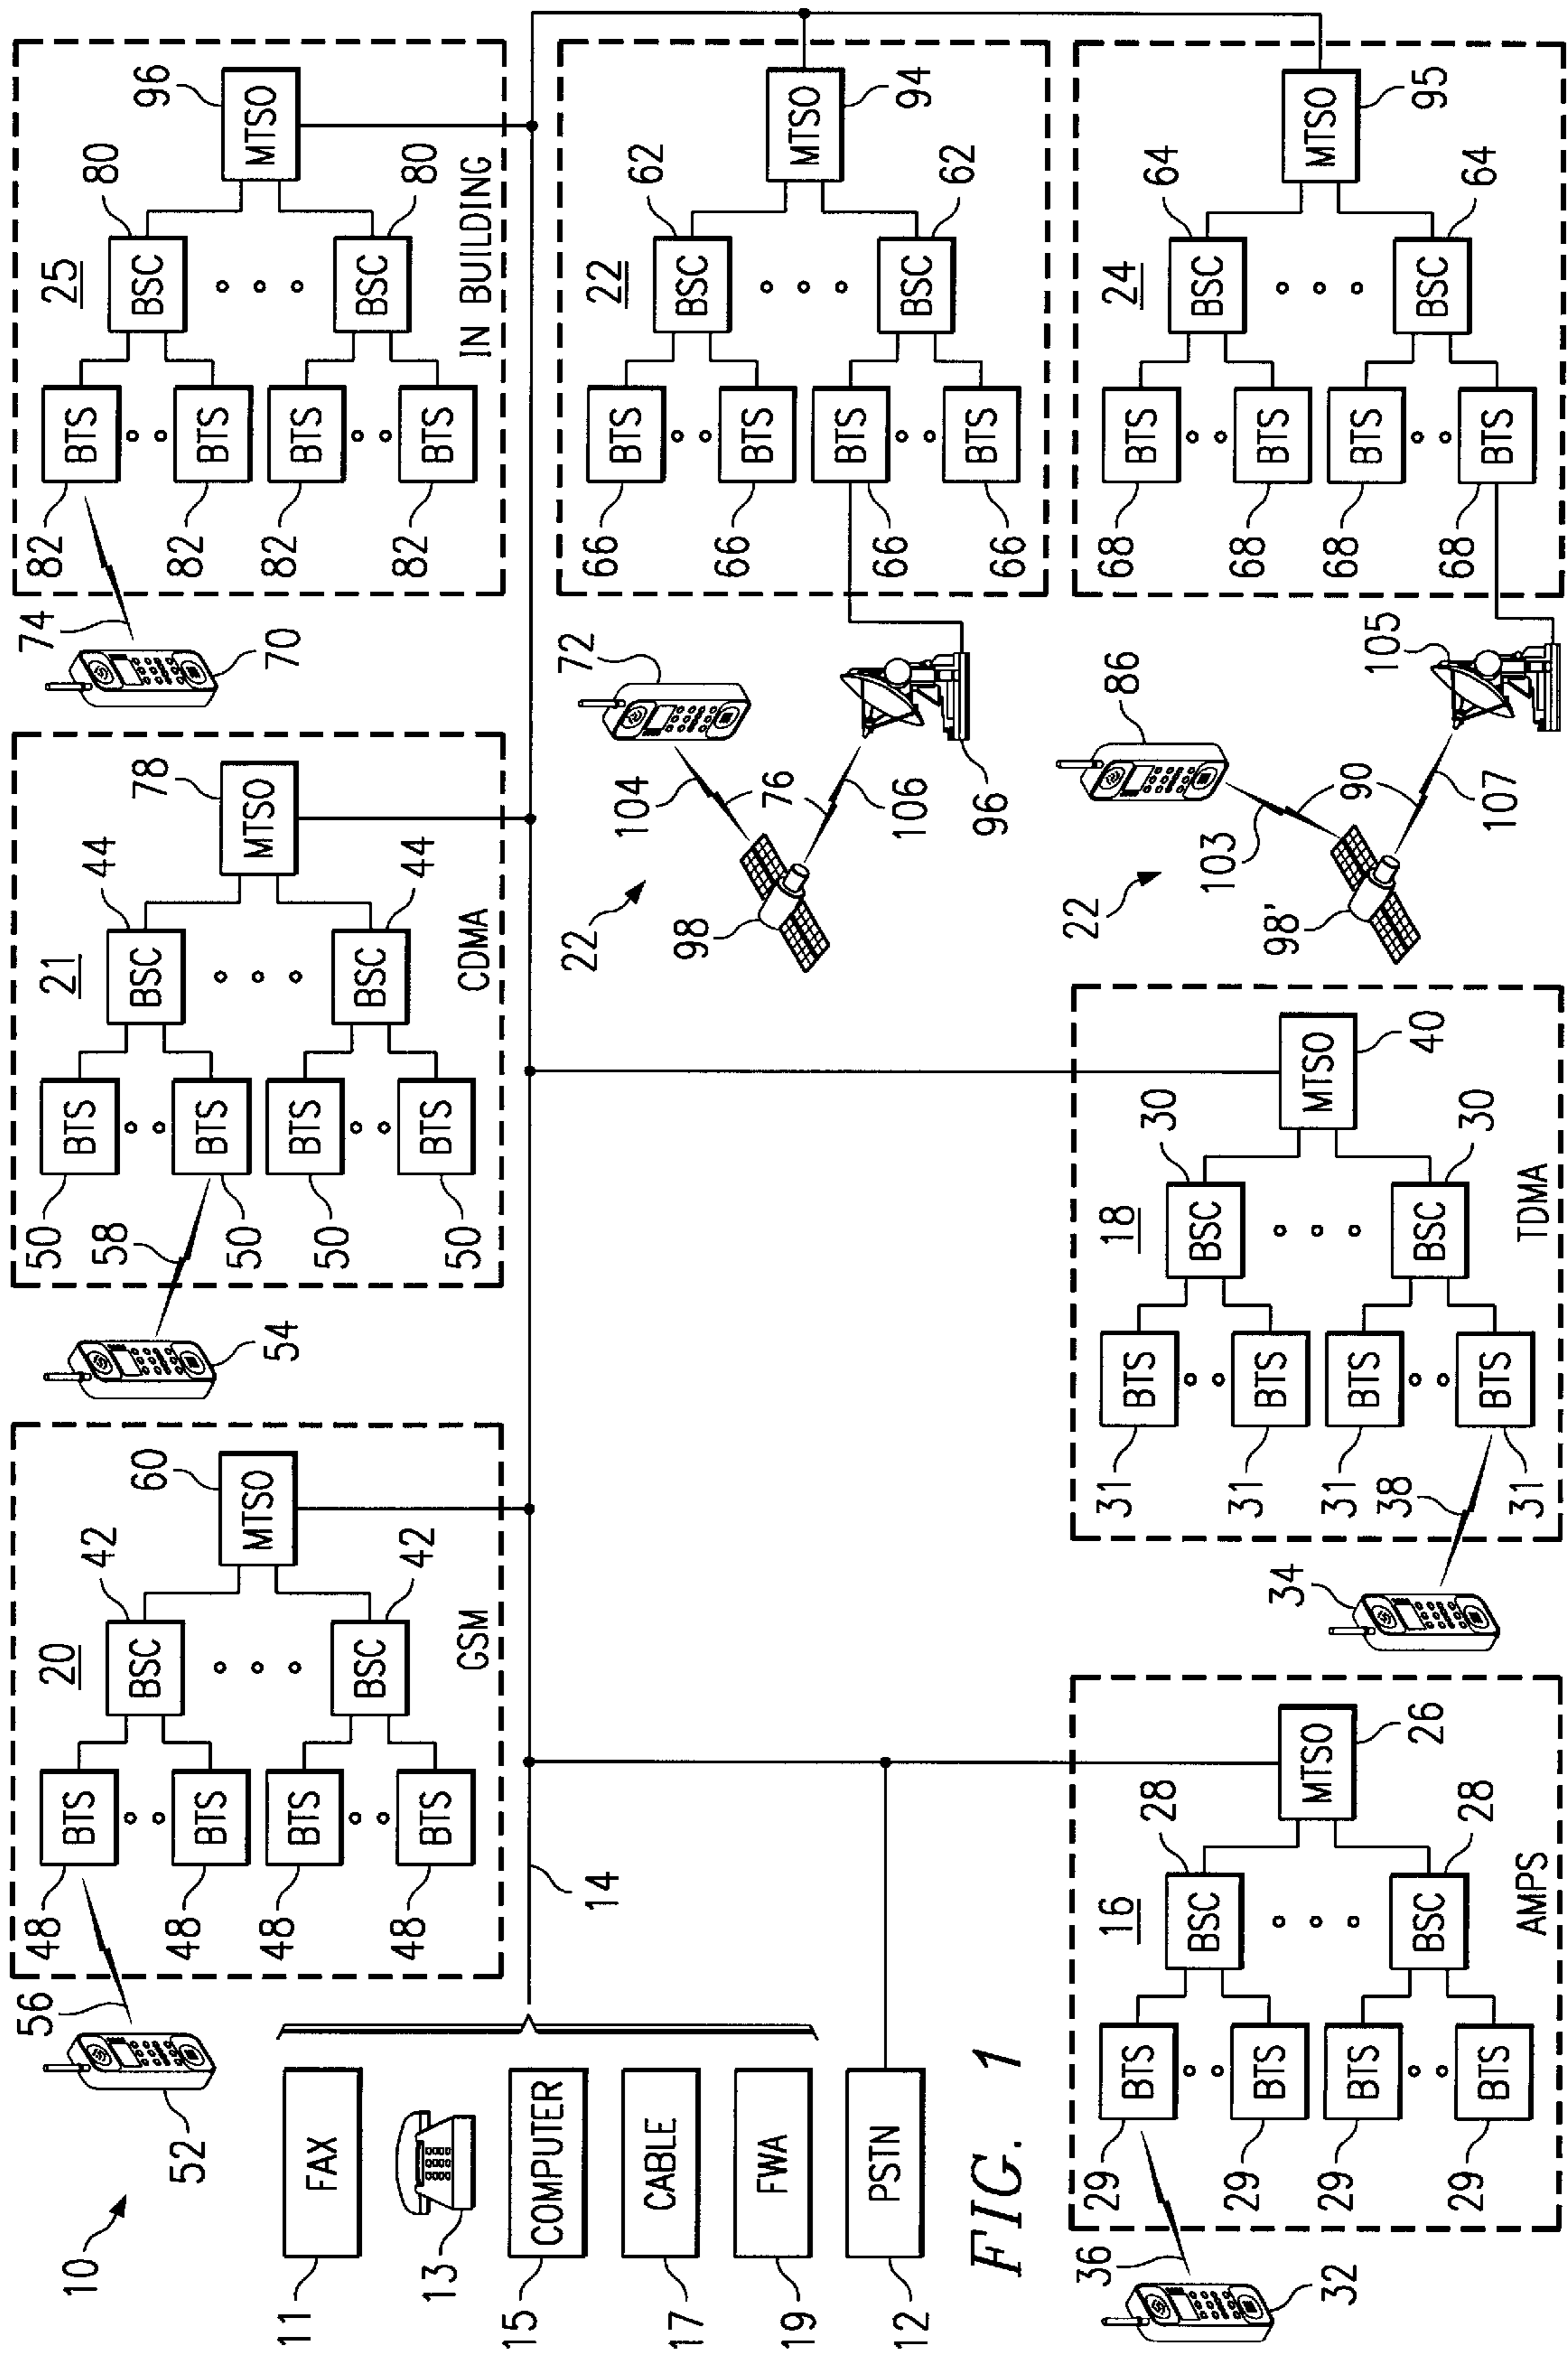 10
52
56
48
48
48
48
BTS
BTS
BTS
BTS
20
42
42
BSC
BSC
60
MTSO
GSM
54
58
50
50
50
50
BTS
BTS
BTS
BTS
21
44
44
BSC
BSC
78
MTSO
CDMA
70
74
82
82
82
82
BTS
BTS
BTS
BTS
25
80
80
BSC
BSC
96
MTSO
IN BUILDING
11
FAX
13
15
COMPUTER
17
CABLE
19
FWA
12
PSTN
14
22
98
104
76
106
72
96
66
66
66
66
BTS
BTS
BTS
BTS
22
62
62
BSC
BSC
94
MTSO
FIG. 1
32
36
29
29
29
29
BTS
BTS
BTS
BTS
16
28
28
BSC
BSC
26
MTSO
AMPS
34
38
31
31
31
31
BTS
BTS
BTS
BTS
18
30
30
BSC
BSC
40
MTSO
TDMA
22
98'
103
90
107
86
105
68
68
68
68
BTS
BTS
BTS
BTS
24
64
64
BSC
BSC
95
MTSO